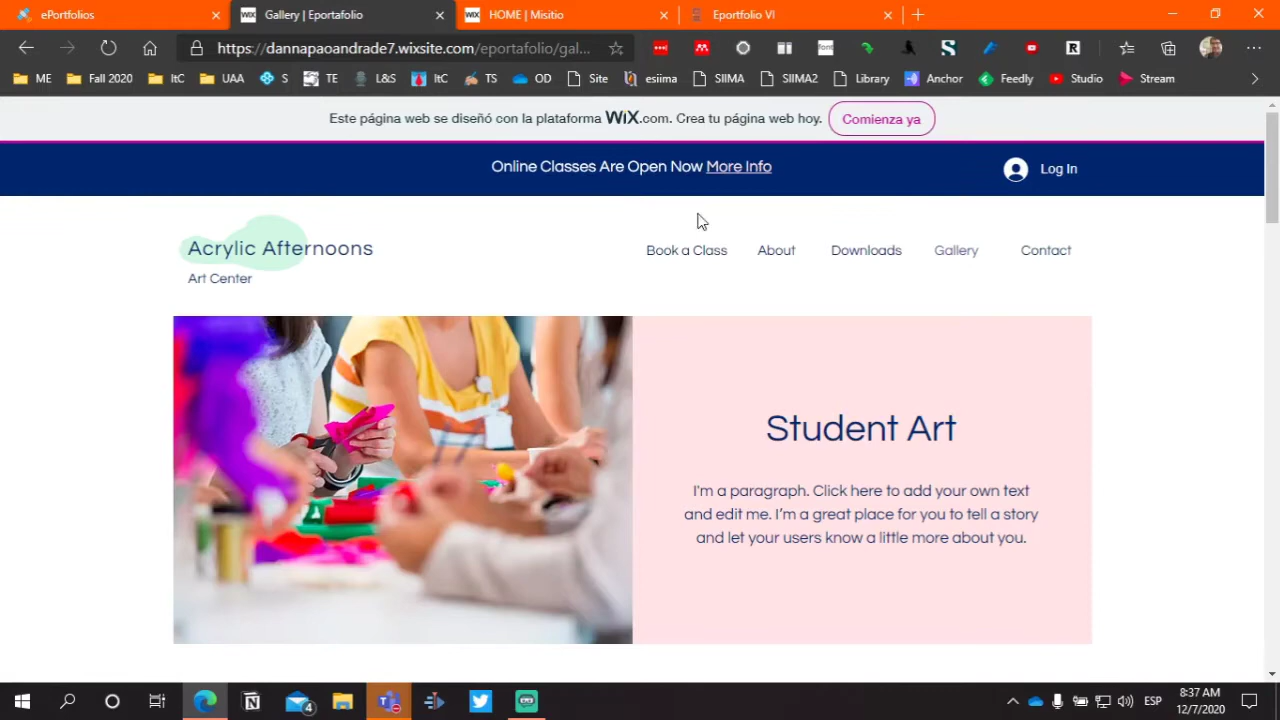 ePortfolios
Gallery | Eportafolio
HOME | Misitio
Eportfolio VI
https://dannapaoandrade7.wixsite.com/eportafolio/gal...
ME
Fall 2020
ItC
UAA
S
TE
L&S
ItC
TS
OD
Site
esiima
SIIMA
SIIMA2
Library
Anchor
Feedly
Studio
Stream
Este página web se diseñó con la plataforma WiX.com. Crea tu página web hoy.
Comienza ya
Online Classes Are Open Now More Info
Log In
Acrylic Afternoons
Art Center
Book a Class
About
Downloads
Gallery
Contact
Student Art
I'm a paragraph. Click here to add your own text
and edit me. I'm a great place for you to tell a story
and let your users know a little more about you.
4
ESP
8:37 AM
12/7/2020